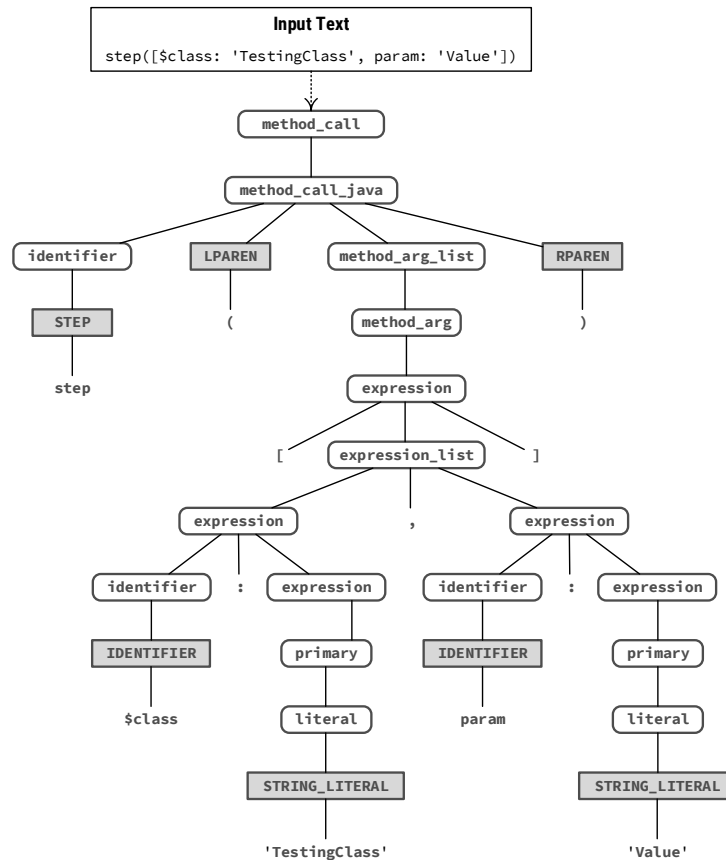 Input Text
step([$class: 'TestingClass', param: 'Value'])
method_call
method_call_java
identifier LPAREN method_arg_list RPAREN
STEP ( method_arg )
step expression
[ expression_list ]
expression , expression
identifier : expression identifier : expression
IDENTIFIER primary IDENTIFIER primary
$class literal param literal
STRING_LITERAL STRING_LITERAL
'TestingClass' 'Value'